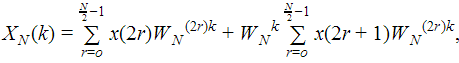 X_N(k) = \sum_{r=o}^{\frac{N}{2}-1} x(2r)W_N^{(2r)k} + W_N^k \sum_{r=o}^{\frac{N}{2}-1} x(2r+1)W_N^{(2r)k},